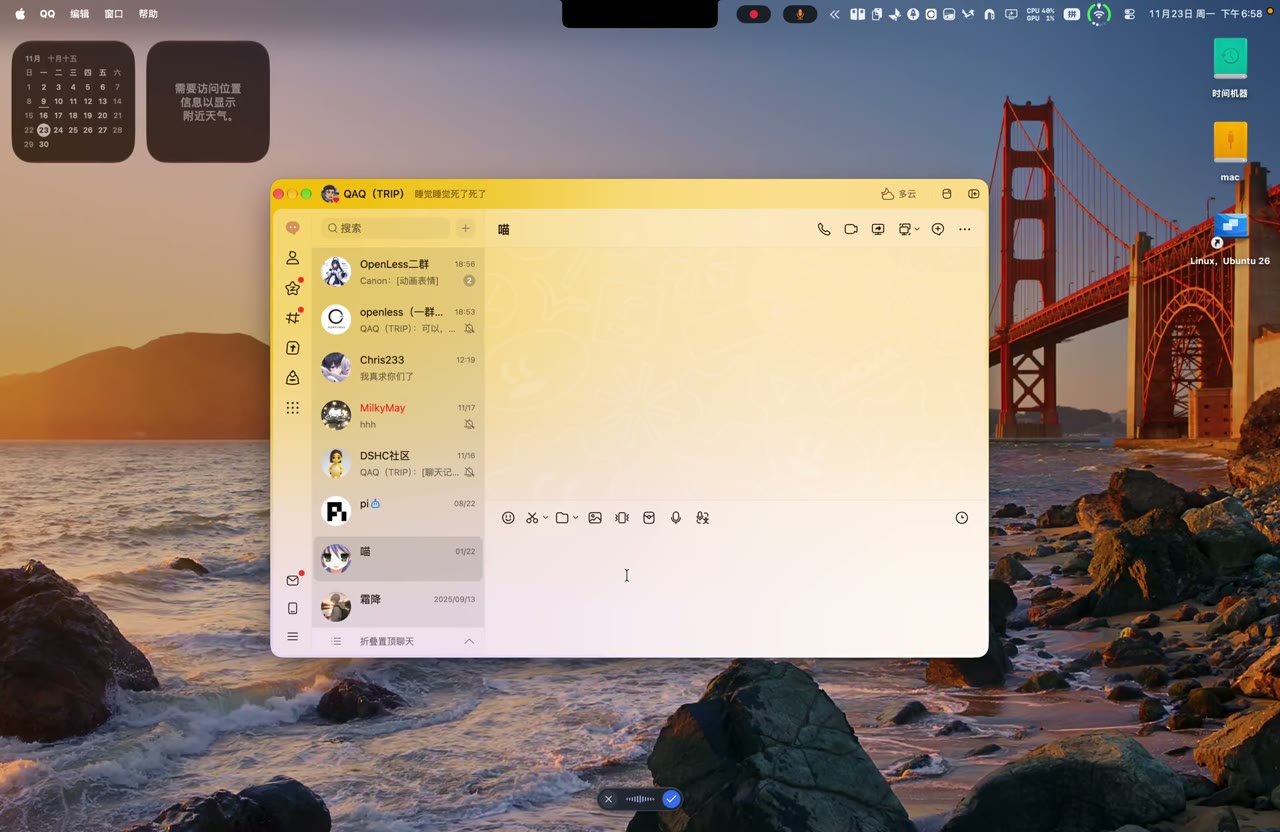 QQ 编辑 窗口 帮助
CPU 40%
GPU 1%
拼
11月23日 周一 下午6:58
11月 十月十五
日 一 二 三 四 五 六
1 2 3 4 5 6 7
8 9 10 11 12 13 14
15 16 17 18 19 20 21
22 23 24 25 26 27 28
29 30
需要访问位置
信息以显示
附近天气。
时间机器
mac
Linux, Ubuntu 26
QAQ（TRIP） 睡觉睡觉死了死了
多云
搜索
喵
OpenLess二群 18:56
Canon：[动画表情] 2
openless（一群... 18:53
QAQ（TRIP）：可以，...
Chris233 12:19
我真求你们了
MilkyMay 11/17
hhh
DSHC社区 11/16
QAQ（TRIP）：[聊天记...
pi 08/22
喵 01/22
霜降 2025/09/13
折叠置顶聊天